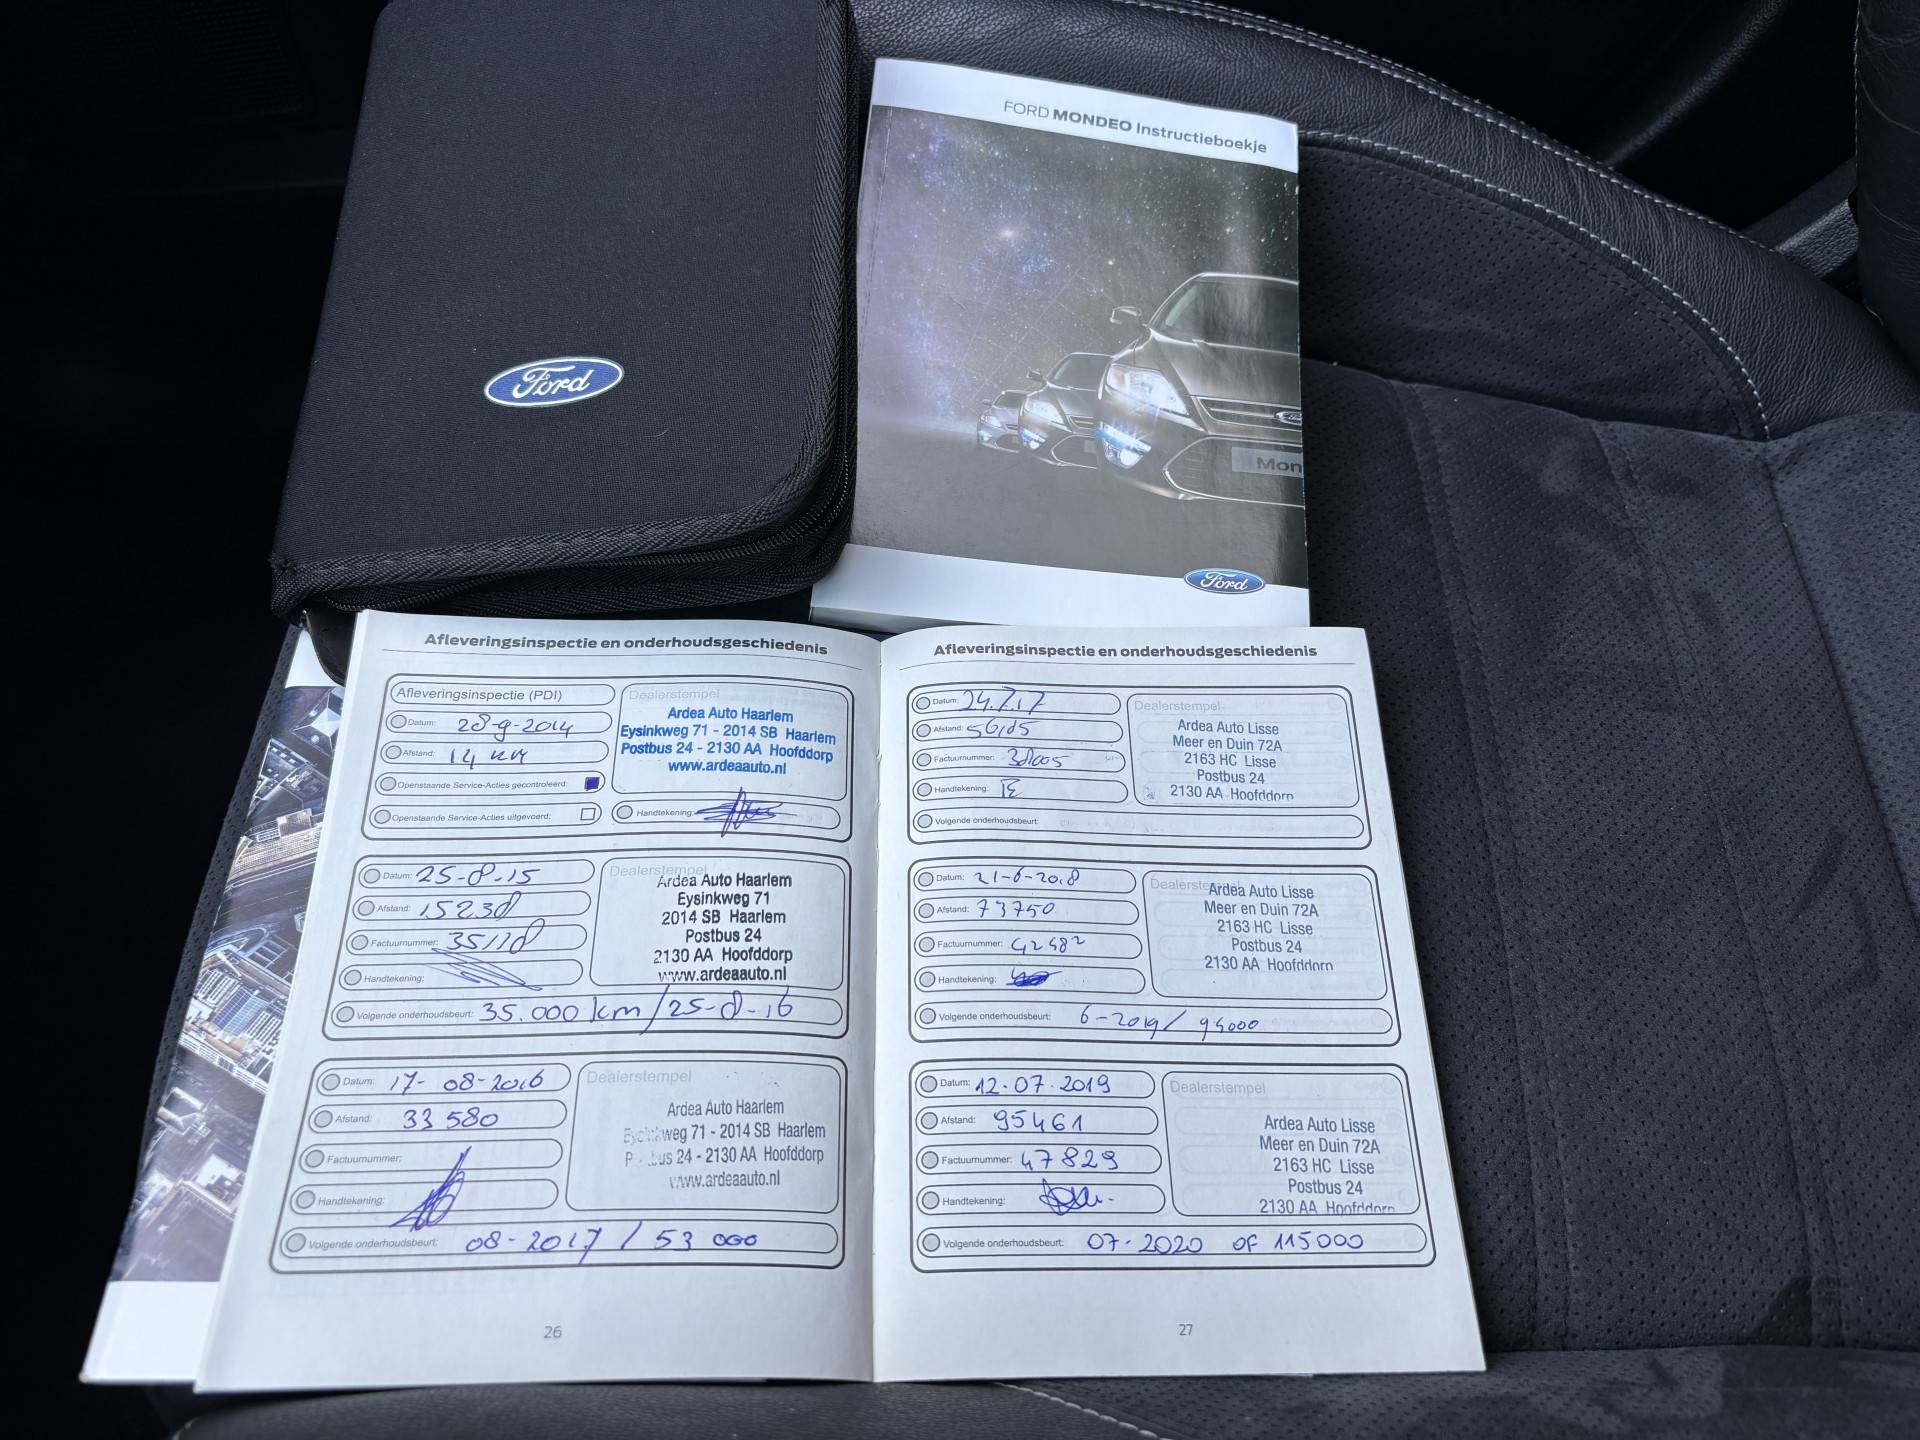 FORD MONDEO Instructieboekje
Ford
Mon
Ford
Afleveringsinspectie en onderhoudsgeschiedenis
Afleveringsinspectie (PDI)
Datum: 28-9-2014
Afstand: 14 km
Openstaande Service-Acties gecontroleerd:
Openstaande Service-Acties uitgevoerd:
Dealerstempel
Ardea Auto Haarlem
Eysinkweg 71 - 2014 SB Haarlem
Postbus 24 - 2130 AA Hoofddorp
www.ardeaauto.nl
Handtekening:
Datum: 25-8-15
Afstand: 15238
Factuurnummer: 35118
Handtekening:
Dealerstempel
Ardea Auto Haarlem
Eysinkweg 71
2014 SB Haarlem
Postbus 24
2130 AA Hoofddorp
www.ardeaauto.nl
Volgende onderhoudsbeurt: 35.000 km/25-8-16
Datum: 17-08-2016
Afstand: 33580
Factuurnummer:
Handtekening:
Dealerstempel
Ardea Auto Haarlem
Eysinkweg 71 - 2014 SB Haarlem
Postbus 24 - 2130 AA Hoofddorp
www.ardeaauto.nl
Volgende onderhoudsbeurt: 08-2017 / 53 000
26
Afleveringsinspectie en onderhoudsgeschiedenis
Datum: 24.7.17
Afstand:
Factuurnummer: 38005
Handtekening:
Dealerstempel
Ardea Auto Lisse
Meer en Duin 72A
2163 HC Lisse
Postbus 24
2130 AA Hoofddorp
Volgende onderhoudsbeurt:
Datum: 21-6-2018
Afstand: 73750
Factuurnummer: 42582
Handtekening:
Dealerstempel
Ardea Auto Lisse
Meer en Duin 72A
2163 HC Lisse
Postbus 24
2130 AA Hoofddorp
Volgende onderhoudsbeurt: 6-2019/ 94000
Datum: 12.07.2019
Afstand: 95461
Factuurnummer: 47829
Handtekening:
Dealerstempel
Ardea Auto Lisse
Meer en Duin 72A
2163 HC Lisse
Postbus 24
2130 AA Hoofddorp
Volgende onderhoudsbeurt: 07-2020 OF 115000
27